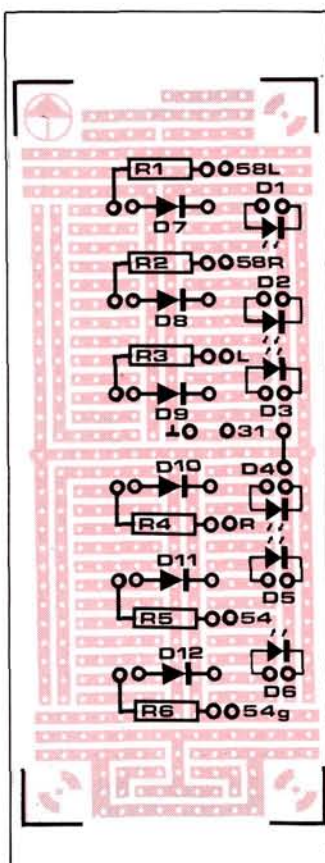 R1 58L
D1
D7
R2 58R
D2
D8
R3 L
D9 D3
31
D10 D4
R4 R
D11
D5
R5 54
D12
D6
R6 54g